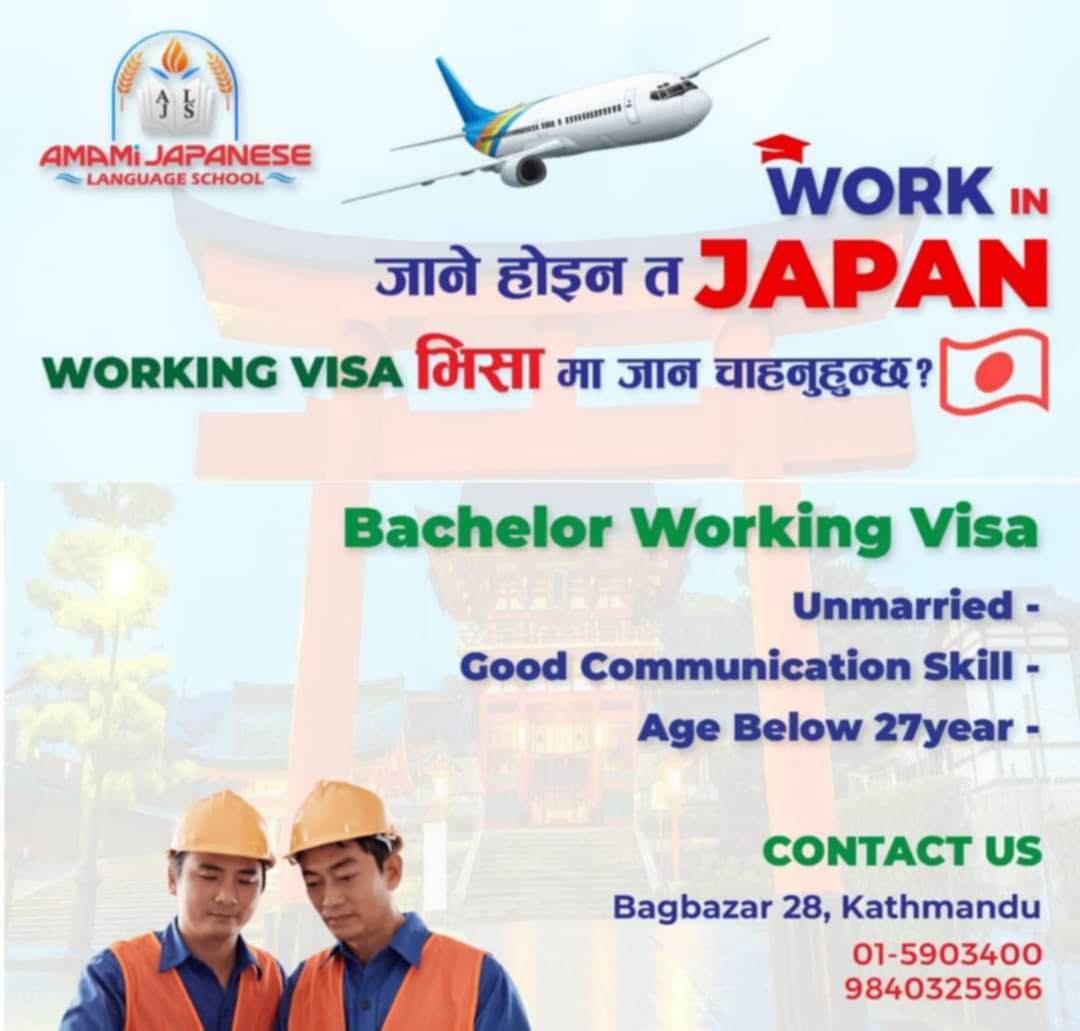 A L
J S
AMAMi JAPANESE
LANGUAGE SCHOOL
WORK IN
जाने होइन त JAPAN
WORKING VISA भिसा मा जान चाहनुहुन्छ?
Bachelor Working Visa
Unmarried -
Good Communication Skill -
Age Below 27year -
CONTACT US
Bagbazar 28, Kathmandu
01-5903400
9840325966